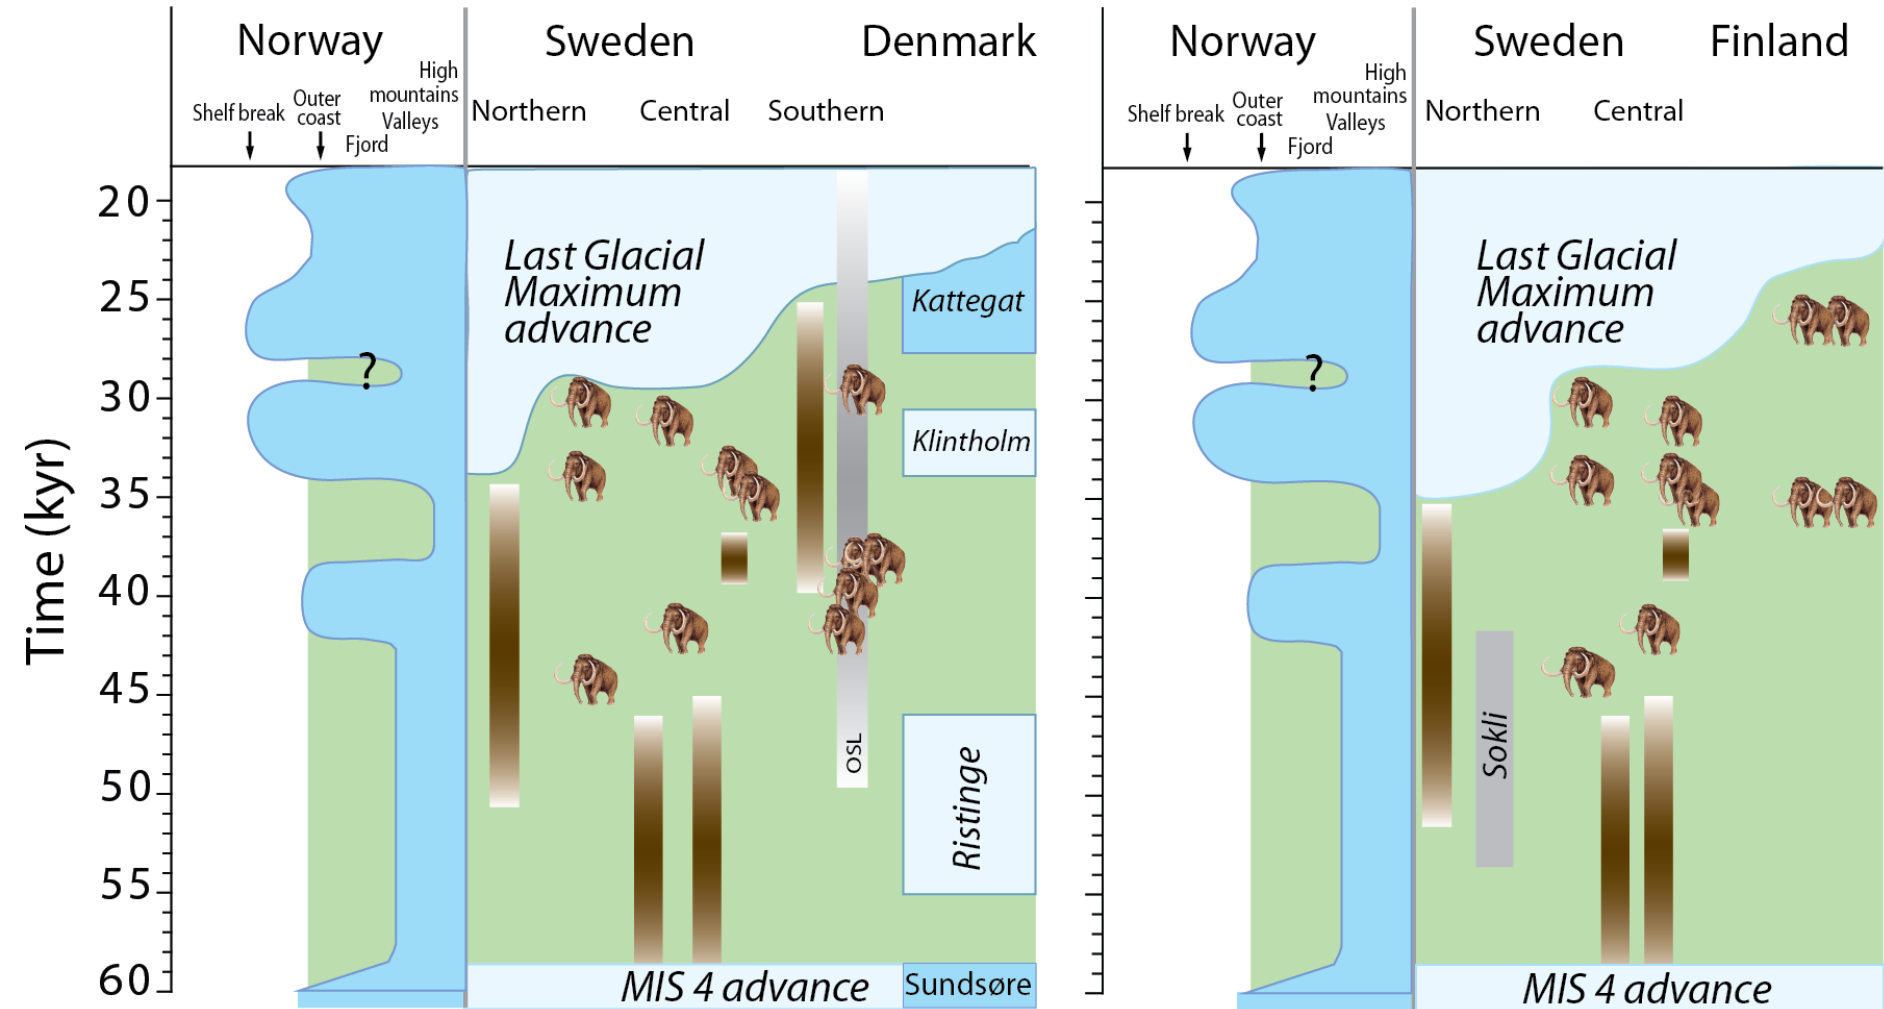 Norway
Sweden
Denmark
High
mountains
Valleys
Outer
coast
Shelf break
Fjord
Northern
Central
Southern
Time (kyr)
20
25
30
35
40
45
50
55
60
Last Glacial
Maximum
advance
?
Kattegat
Klintholm
OSL
Ristinge
MIS 4 advance
Sundsøre
Norway
Sweden
Finland
High
mountains
Valleys
Outer
coast
Shelf break
Fjord
Northern
Central
Last Glacial
Maximum
advance
?
Sokli
MIS 4 advance